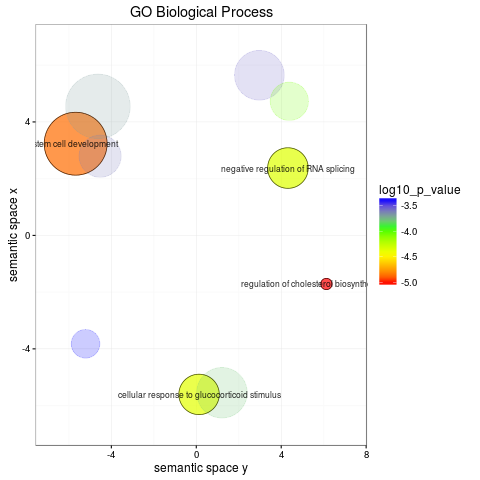 GO Biological Process
4
0
-4
semantic space x
stem cell development
negative regulation of RNA splicing
regulation of cholesterol biosynth
cellular response to glucocorticoid stimulus
-4
0
4
8
semantic space y
log10_p_value
-3.5
-4.0
-4.5
-5.0